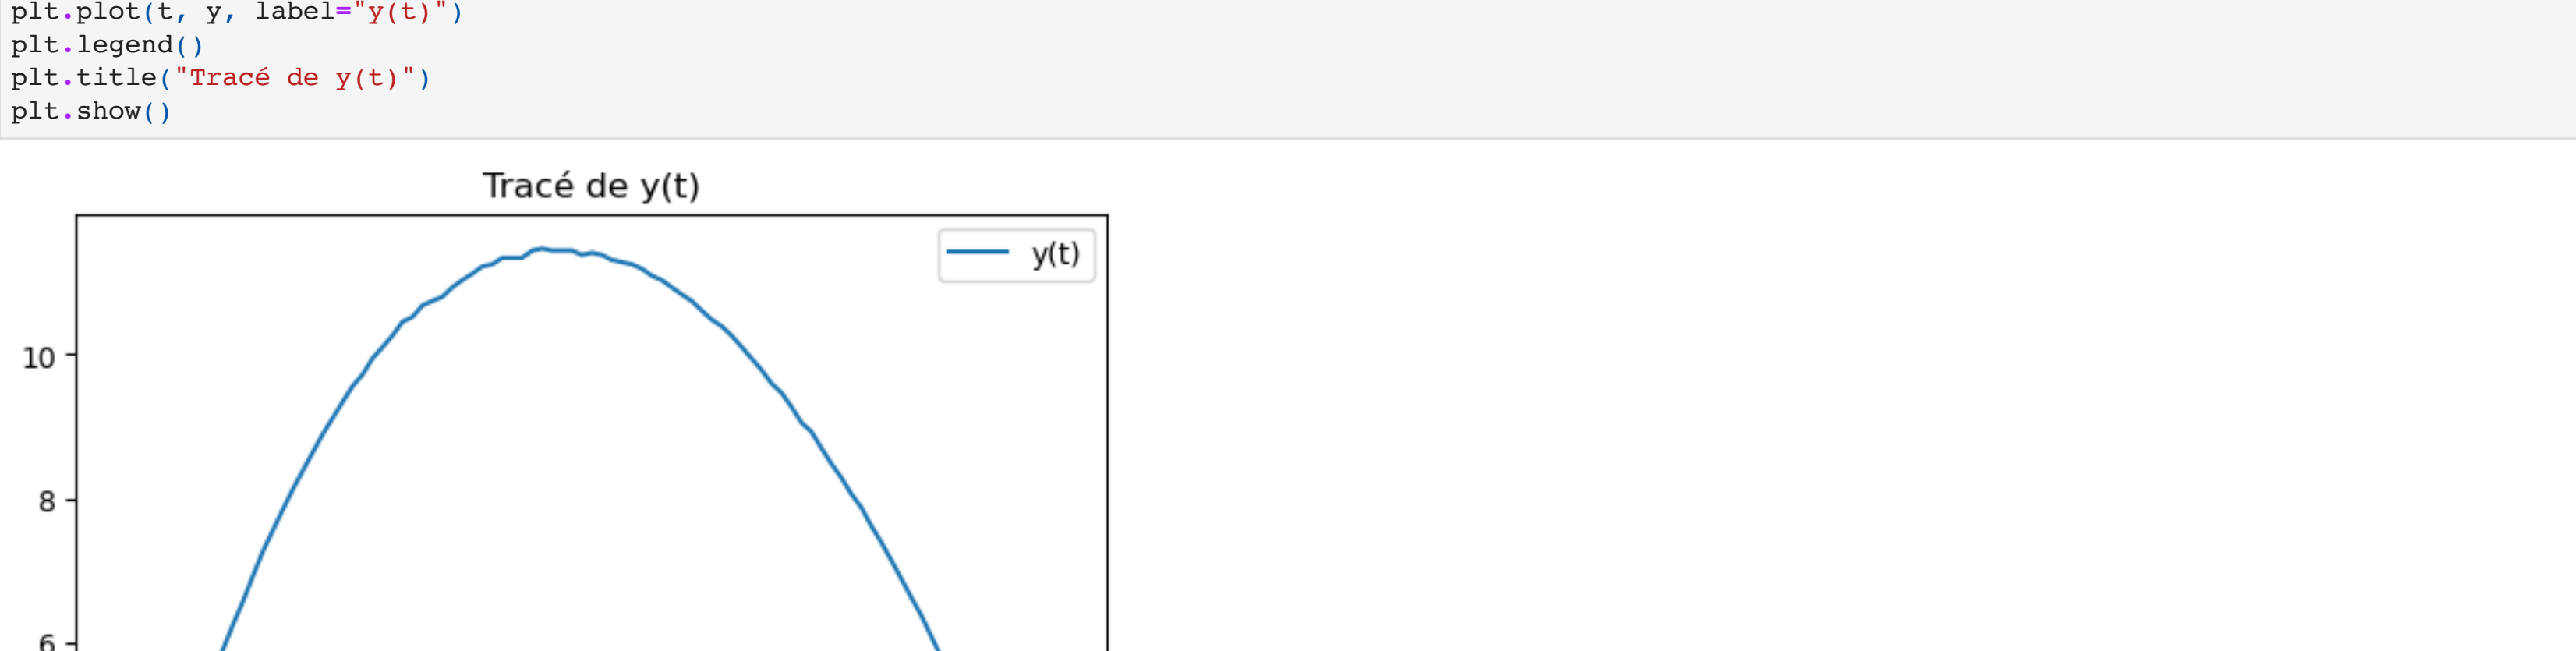 plt.plot(t, y, label="y(t)")
plt.legend()
plt.title("Tracé de y(t)")
plt.show()
Tracé de y(t)
y(t)
10
8
6